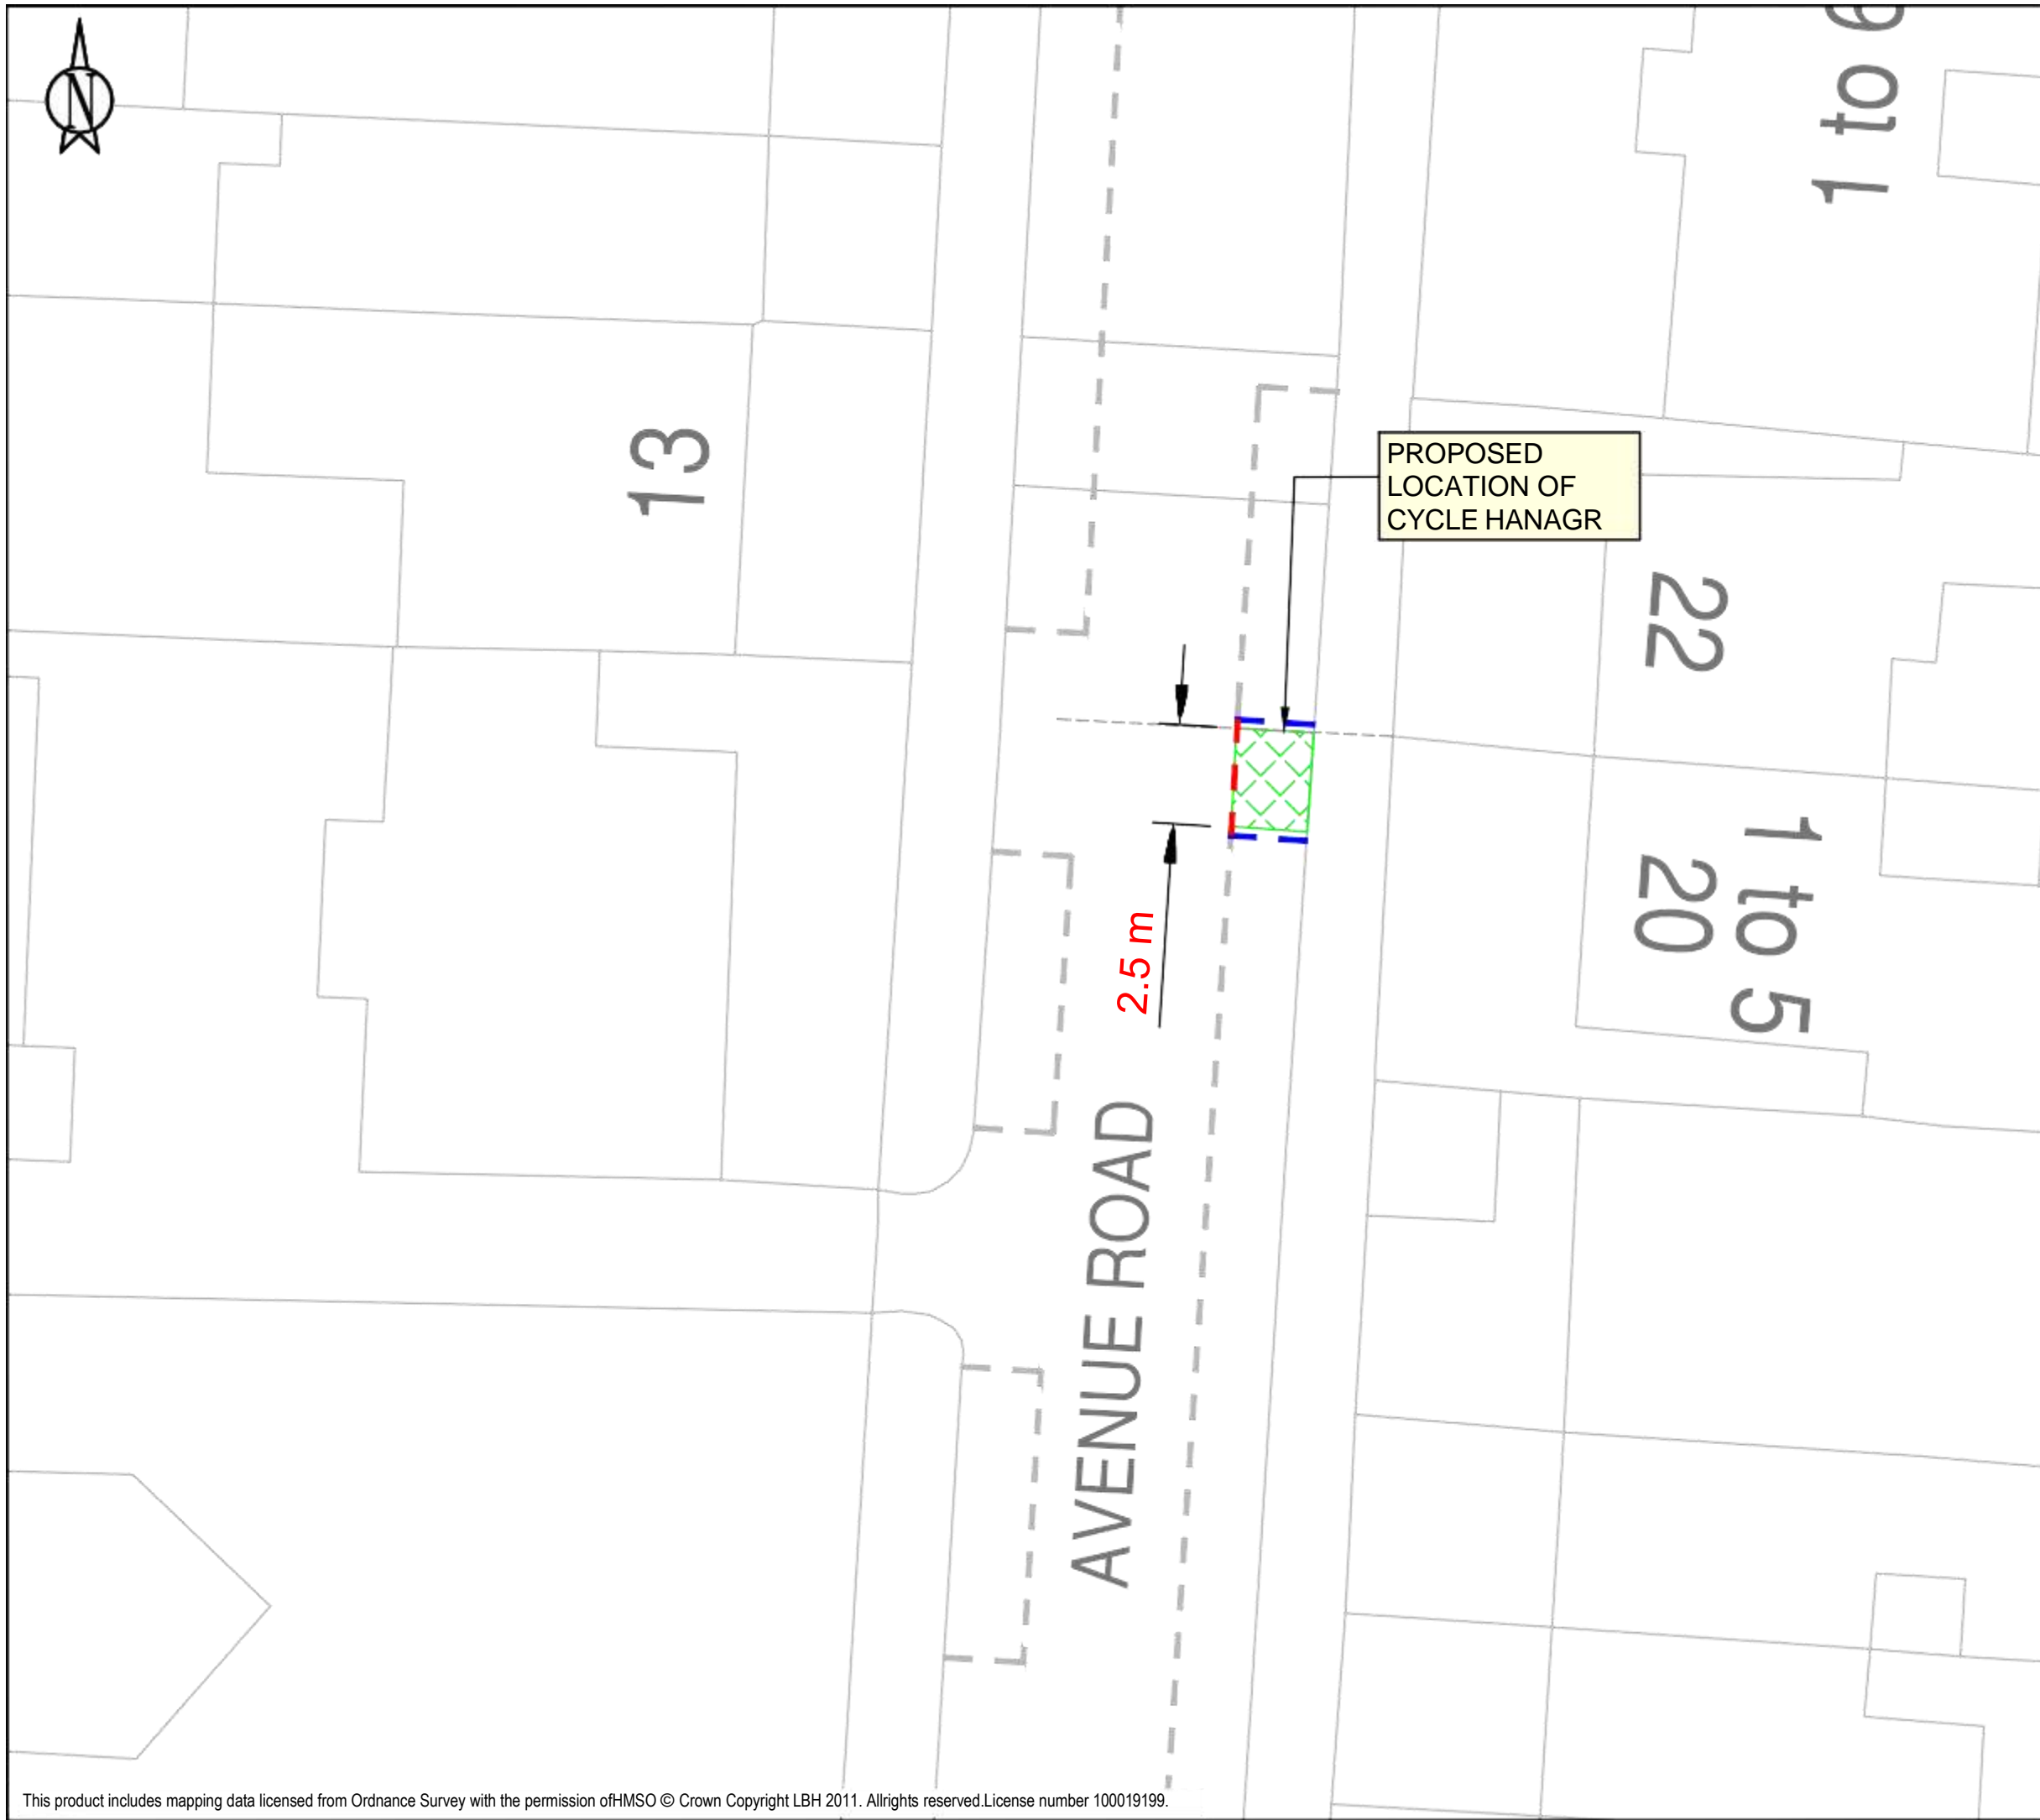 N
1 to 9
13
PROPOSED
LOCATION OF
CYCLE HANAGR
22
1 to 5
20
2.5 m
AVENUE ROAD
This product includes mapping data licensed from Ordnance Survey with the permission ofHMSO © Crown Copyright LBH 2011. Allrights reserved.License number 100019199.